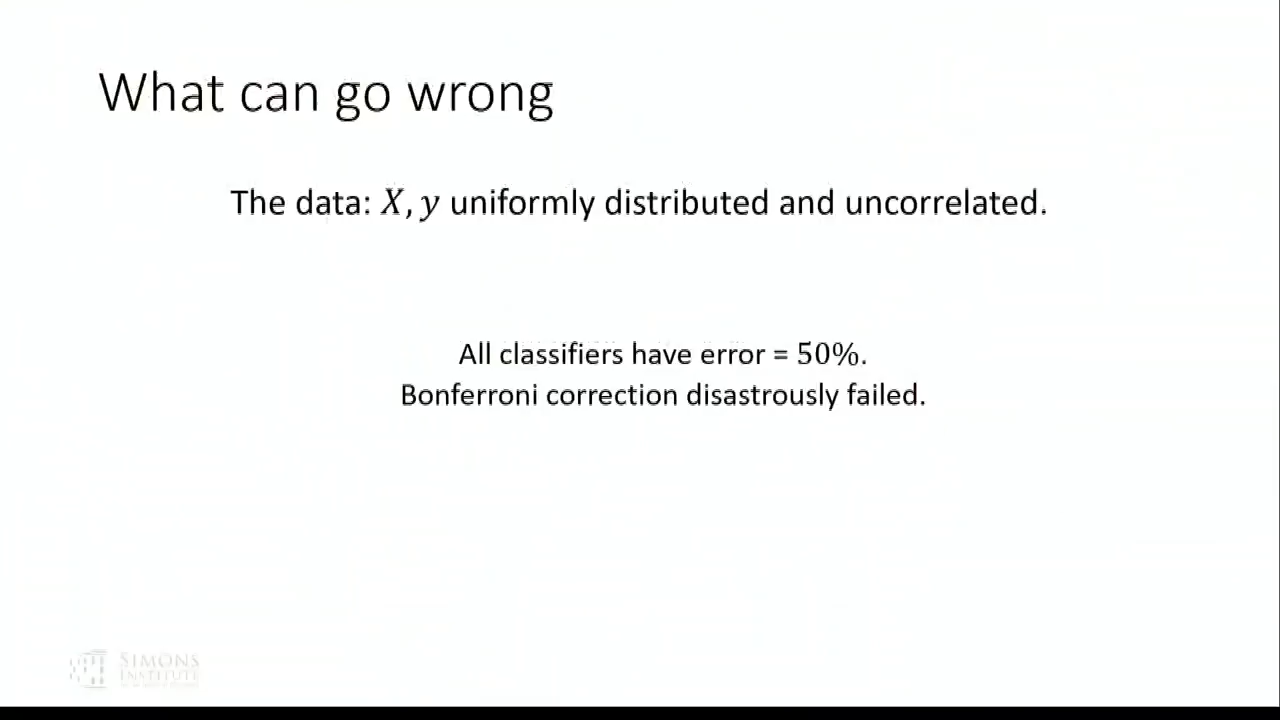 What can go wrong
The data: X, y uniformly distributed and uncorrelated.
All classifiers have error = 50%.
Bonferroni correction disastrously failed.
SIMONS
INSTITUTE